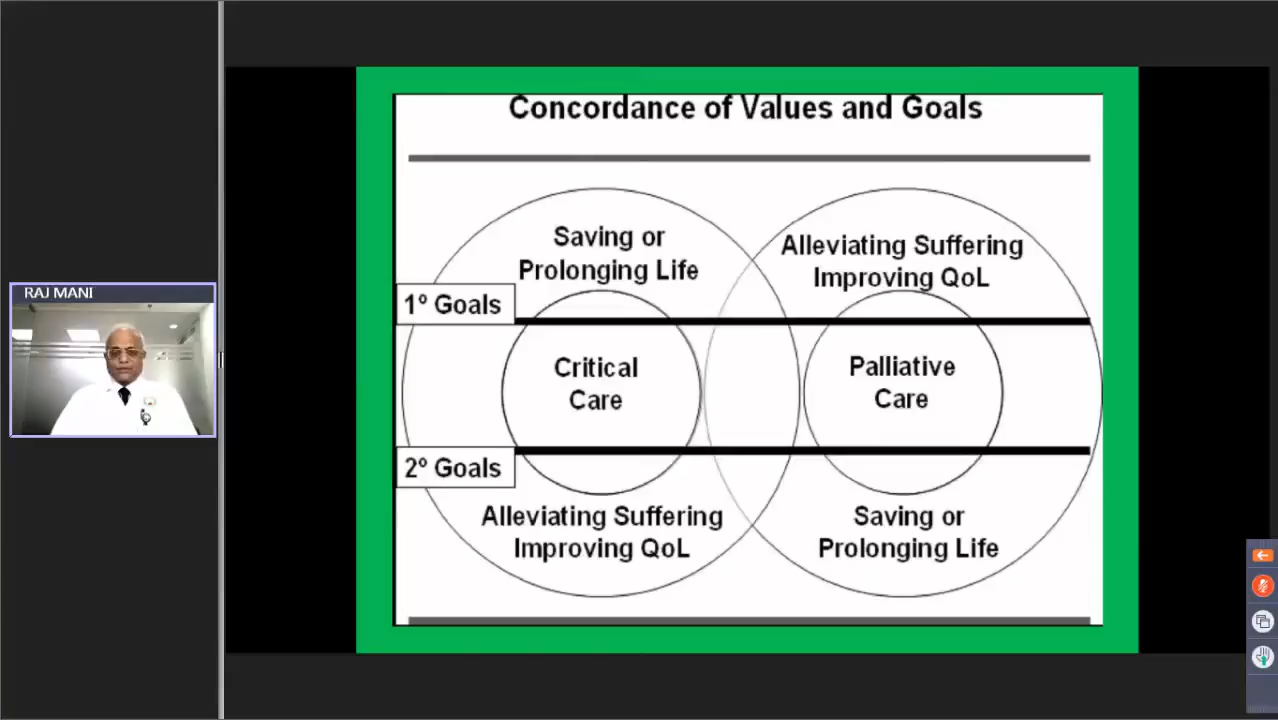 RAJ MANI
Concordance of Values and Goals
Saving or
Prolonging Life
Alleviating Suffering
Improving QoL
1º Goals
Critical
Care
Palliative
Care
2º Goals
Alleviating Suffering
Improving QoL
Saving or
Prolonging Life